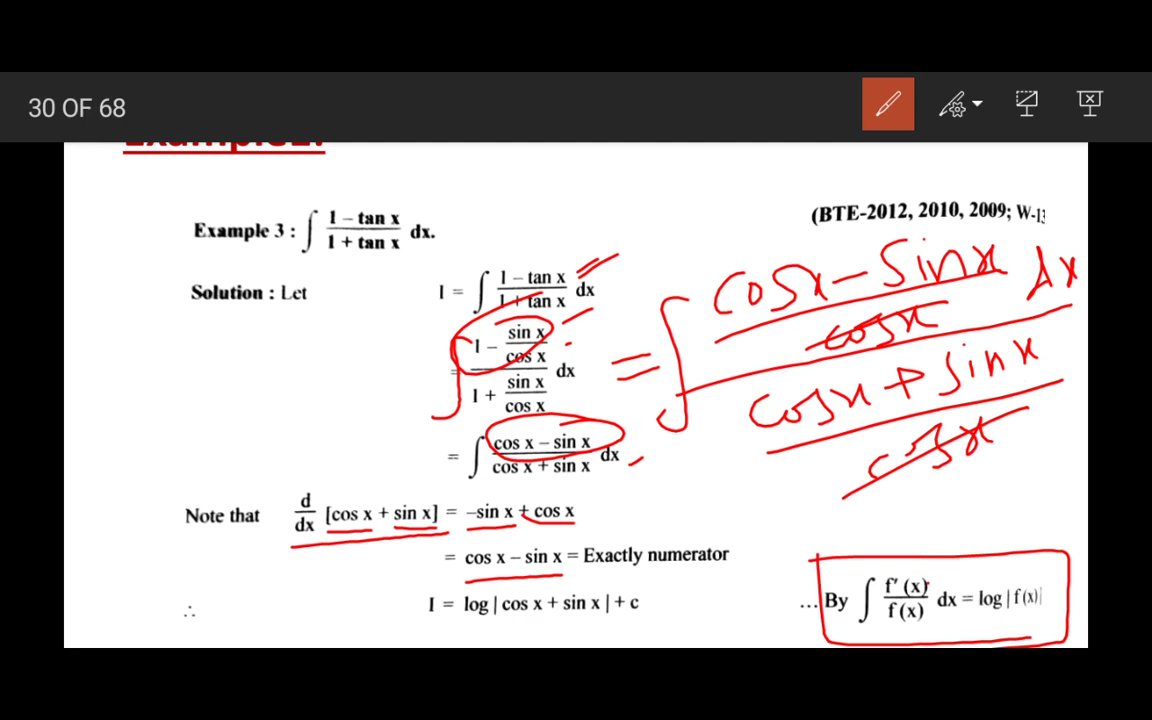 30 OF 68
Example 3 : ∫ (1 – tan x)/(1 + tan x) dx.
(BTE-2012, 2010, 2009; W-13
Solution : Let I = ∫ (1 – tan x)/(1 + tan x) dx
= ∫ (1 – sin x/cos x)/(1 + sin x/cos x) dx
= ∫ ((cos x – sin x)/cos x)/((cos x + sin x)/cos x) dx
= ∫ (cos x – sin x)/(cos x + sin x) dx
Note that d/dx [cos x + sin x] = –sin x + cos x
= cos x – sin x = Exactly numerator
∴ I = log | cos x + sin x | + c
...By ∫ f' (x)/f (x) dx = log | f (x) |